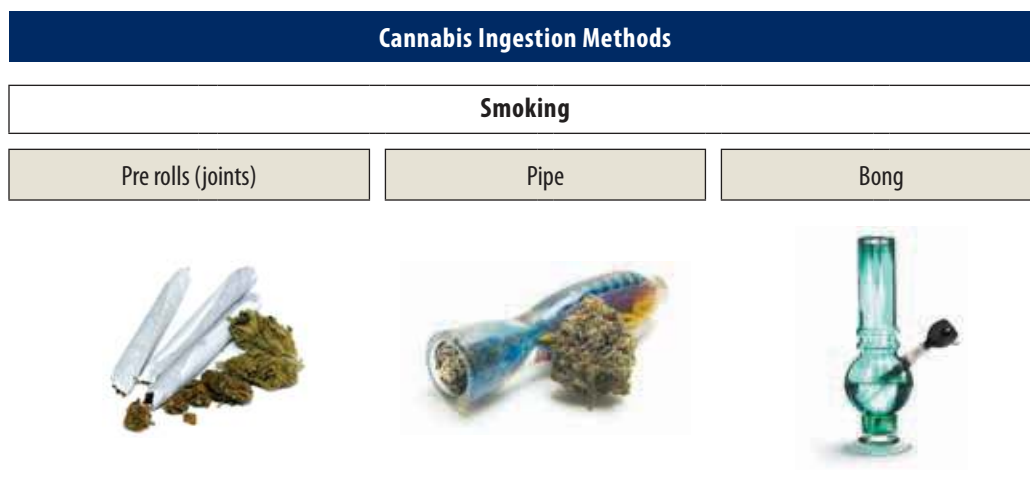 Cannabis Ingestion Methods
Smoking
Pre rolls (joints)
Pipe
Bong